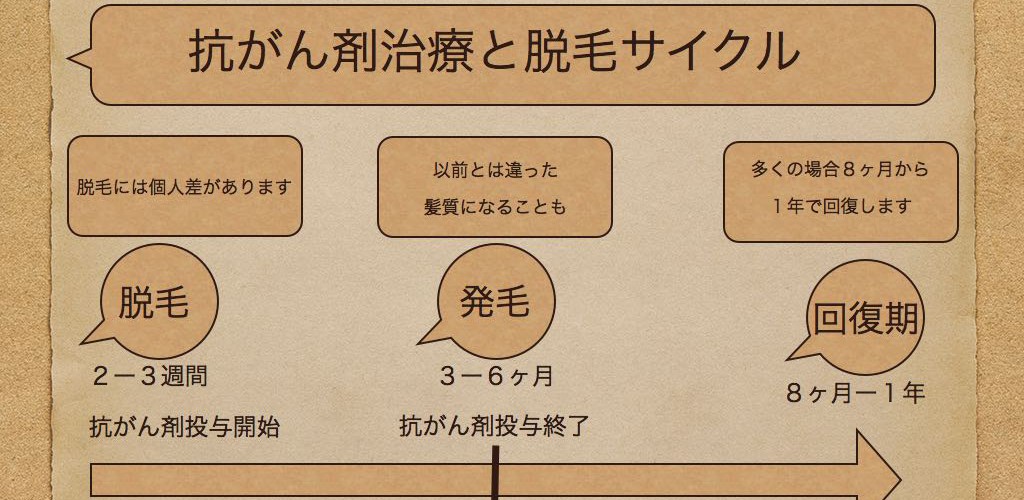 抗がん剤治療と脱毛サイクル
脱毛には個人差があります
以前とは違った
髪質になることも
多くの場合８ヶ月から
１年で回復します
脱毛
発毛
回復期
２ー３週間
３ー６ヶ月
８ヶ月ー１年
抗がん剤投与開始
抗がん剤投与終了